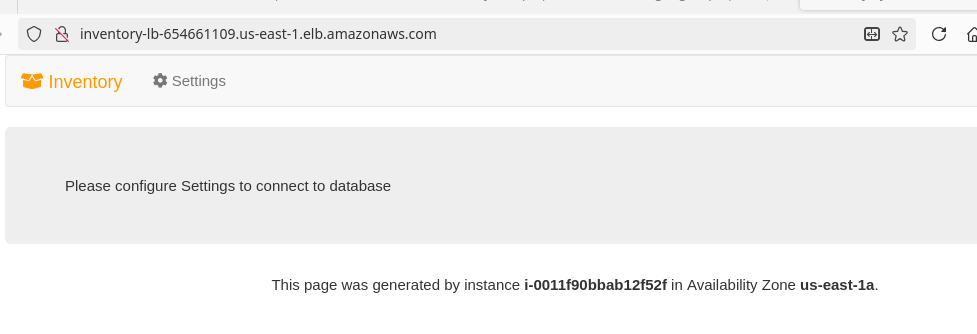 inventory-lb-654661109.us-east-1.elb.amazonaws.com
Inventory Settings
Please configure Settings to connect to database
This page was generated by instance i-0011f90bbab12f52f in Availability Zone us-east-1a.